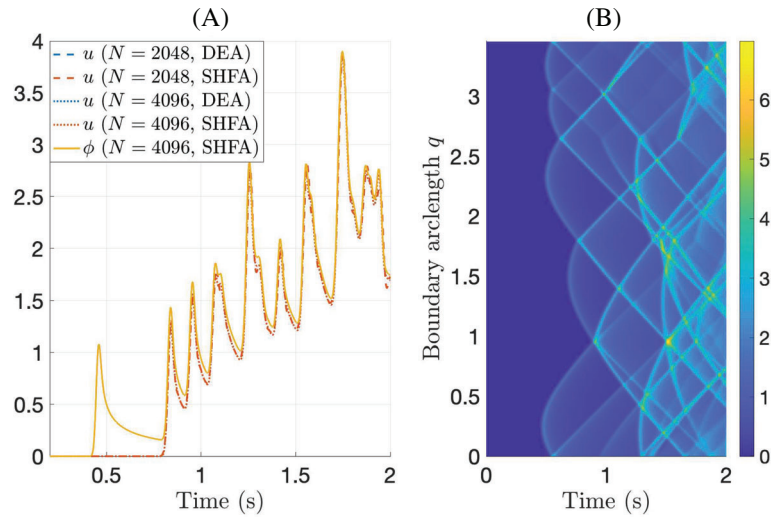 (A)
4
3.5
3
2.5
2
1.5
1
0.5
0
u (N = 2048, DEA)
u (N = 2048, SHFA)
u (N = 4096, DEA)
u (N = 4096, SHFA)
ϕ (N = 4096, SHFA)
0.5 1 1.5 2
Time (s)
(B)
Boundary arclength q
3
2.5
2
1.5
1
0.5
0
0 1 2
Time (s)
6
5
4
3
2
1
0